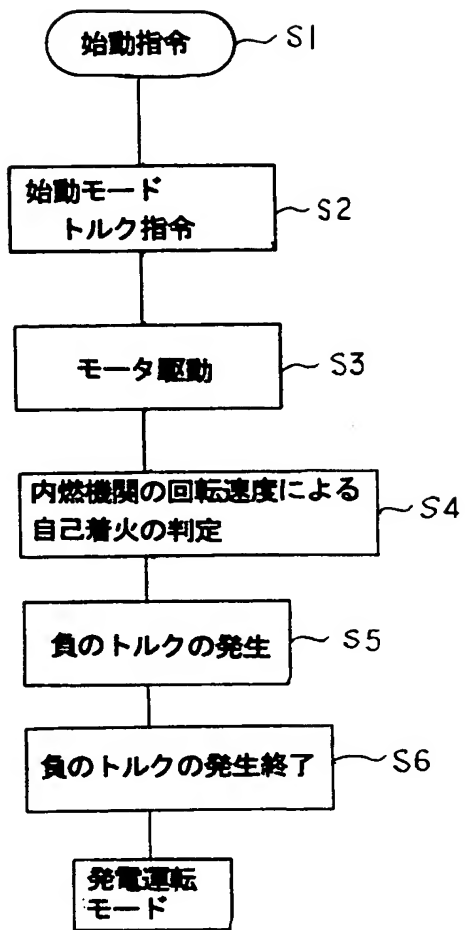 始動指令
S1
始動モード
トルク指令
S2
モータ駆動
S3
内燃機関の回転速度による
自己着火の判定
S4
負のトルクの発生
S5
負のトルクの発生終了
S6
発電運転
モード